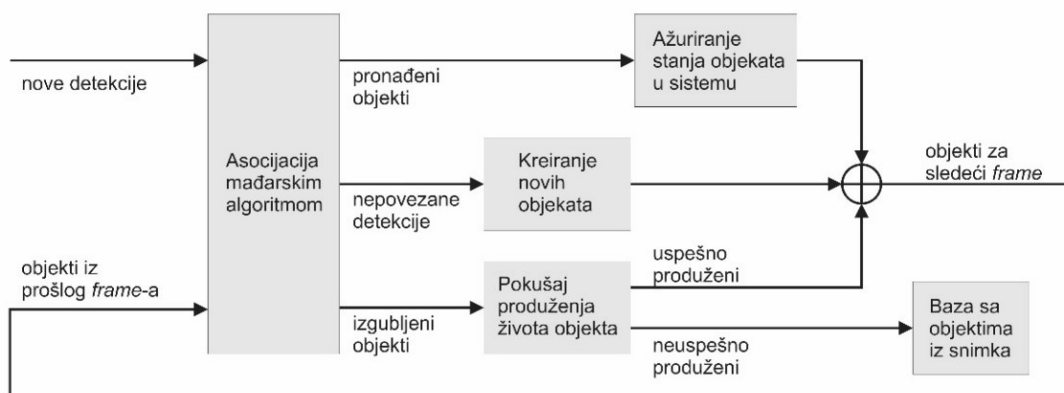 nove detekcije
objekti iz
prošlog frame-a
Asocijacija
mađarskim
algoritmom
pronađeni
objekti
nepovezane
detekcije
izgubljeni
objekti
Ažuriranje
stanja objekata
u sistemu
Kreiranje
novih
objekata
Pokušaj
produženja
života objekta
uspešno
produženi
neuspešno
produženi
objekti za
sledeći frame
Baza sa
objektima
iz snimka